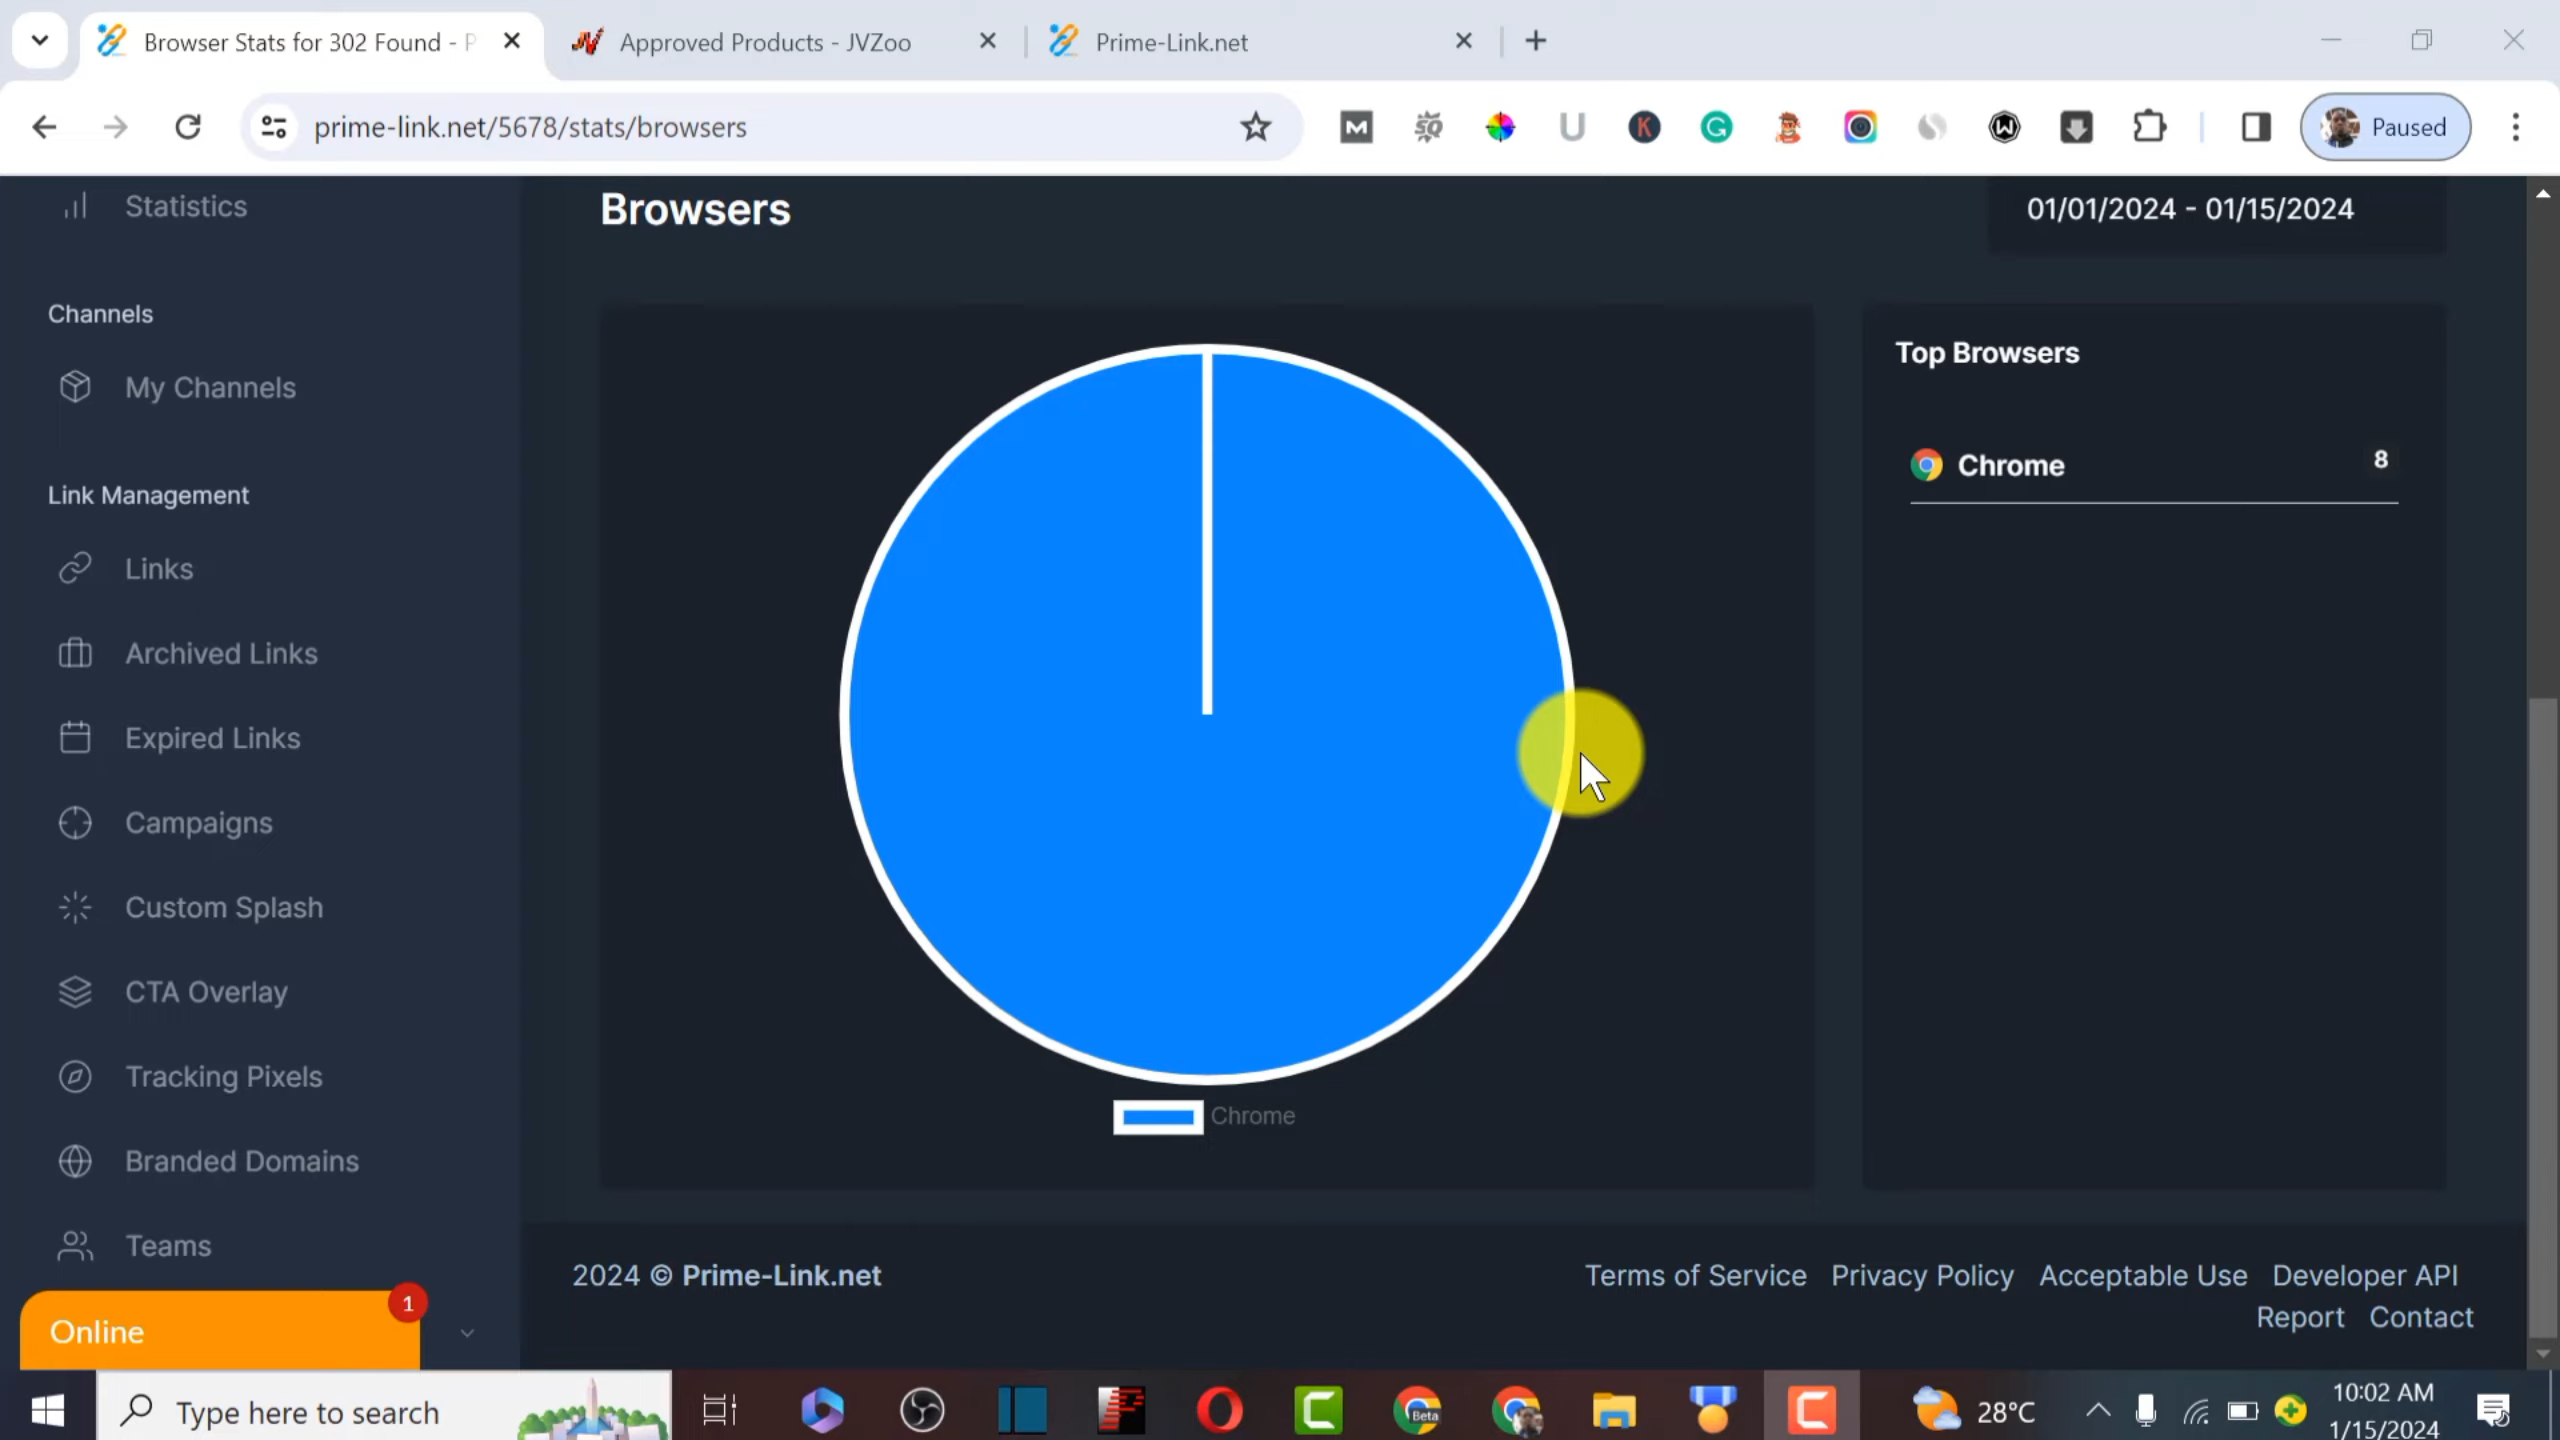 Browser Stats for 302 Found - P
Approved Products - JVZoo
Prime-Link.net
prime-link.net/5678/stats/browsers
Paused
Statistics
Channels
My Channels
Link Management
Links
Archived Links
Expired Links
Campaigns
Custom Splash
CTA Overlay
Tracking Pixels
Branded Domains
Teams
Online
1
Browsers
01/01/2024 - 01/15/2024
Chrome
Top Browsers
Chrome 8
2024 © Prime-Link.net
Terms of Service Privacy Policy Acceptable Use Developer API
Report Contact
Type here to search
Beta
28°C
10:02 AM
1/15/2024